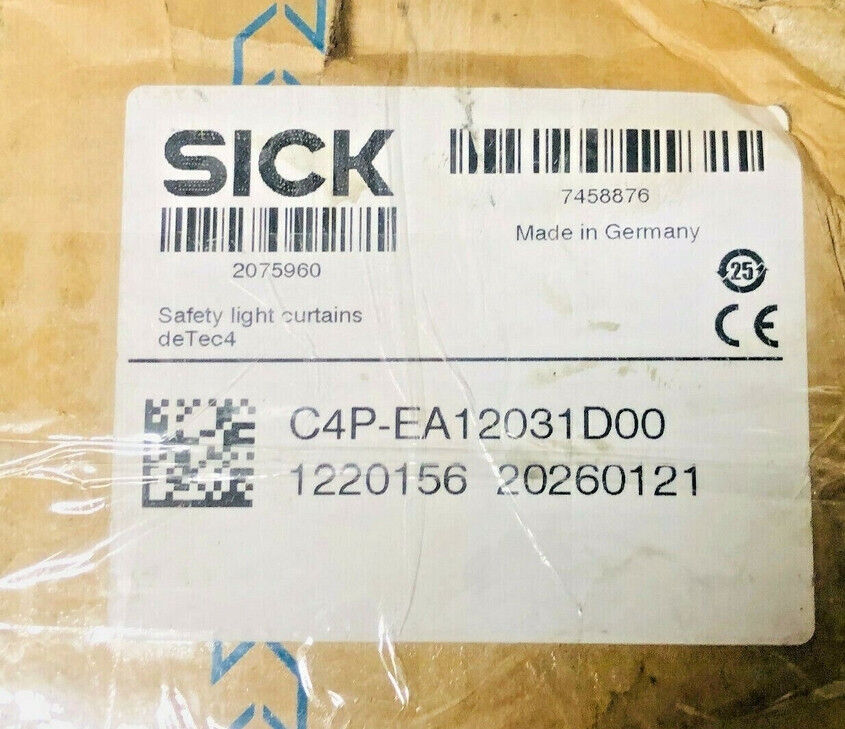 SICK
7458876
2075960
Made in Germany
25
Safety light curtains
deTec4
CE
C4P-EA12031D00
1220156 20260121